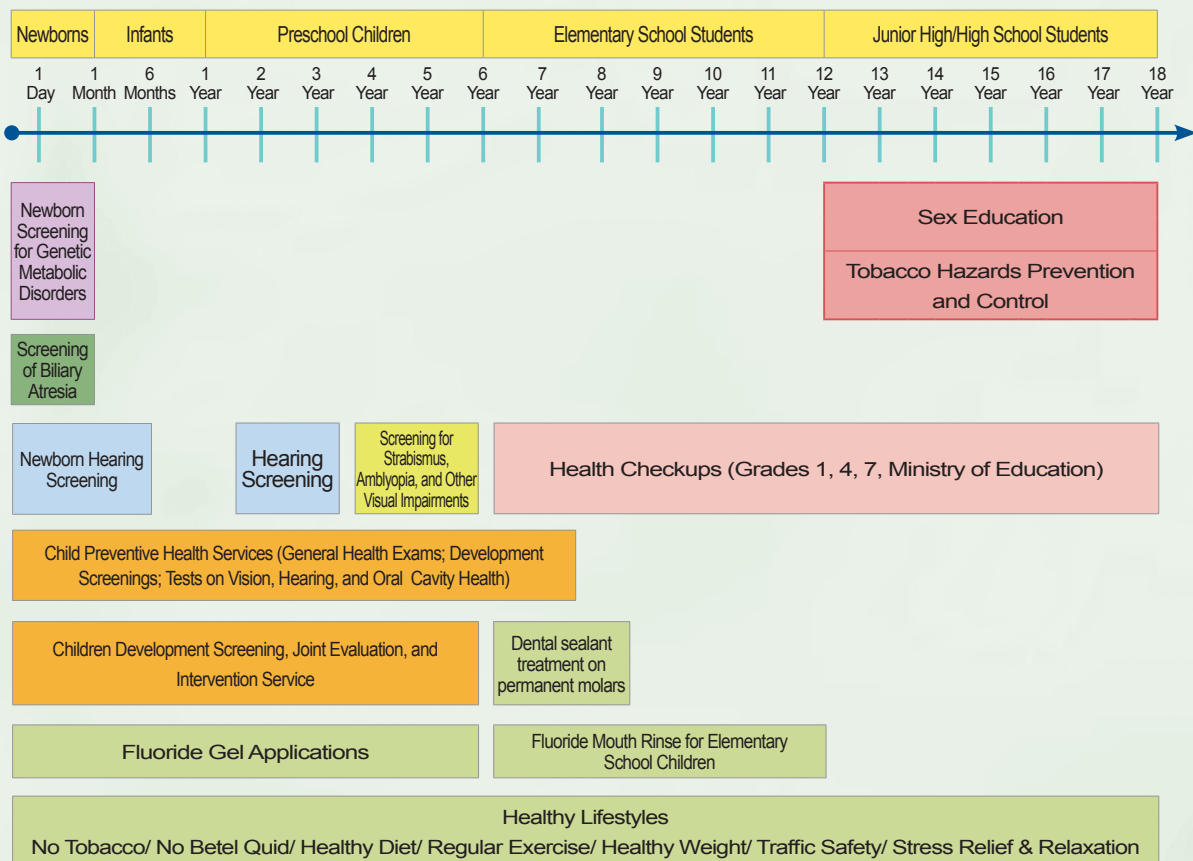 Newborns Infants Preschool Children Elementary School Students Junior High/High School Students
1 1 6 1 2 3 4 5 6 7 8 9 10 11 12 13 14 15 16 17 18
Day Month Months Year Year Year Year Year Year Year Year Year Year Year Year Year Year Year Year Year Year
Newborn
Screening
for Genetic
Metabolic
Disorders
Sex Education
Tobacco Hazards Prevention
and Control
Screening
of Biliary
Atresia
Newborn Hearing
Screening
Hearing
Screening
Screening for
Strabismus,
Amblyopia, and Other
Visual Impairments
Health Checkups (Grades 1, 4, 7, Ministry of Education)
Child Preventive Health Services (General Health Exams; Development
Screenings; Tests on Vision, Hearing, and Oral Cavity Health)
Children Development Screening, Joint Evaluation, and
Intervention Service
Dental sealant
treatment on
permanent molars
Fluoride Gel Applications
Fluoride Mouth Rinse for Elementary
School Children
Healthy Lifestyles
No Tobacco/ No Betel Quid/ Healthy Diet/ Regular Exercise/ Healthy Weight/ Traffic Safety/ Stress Relief & Relaxation